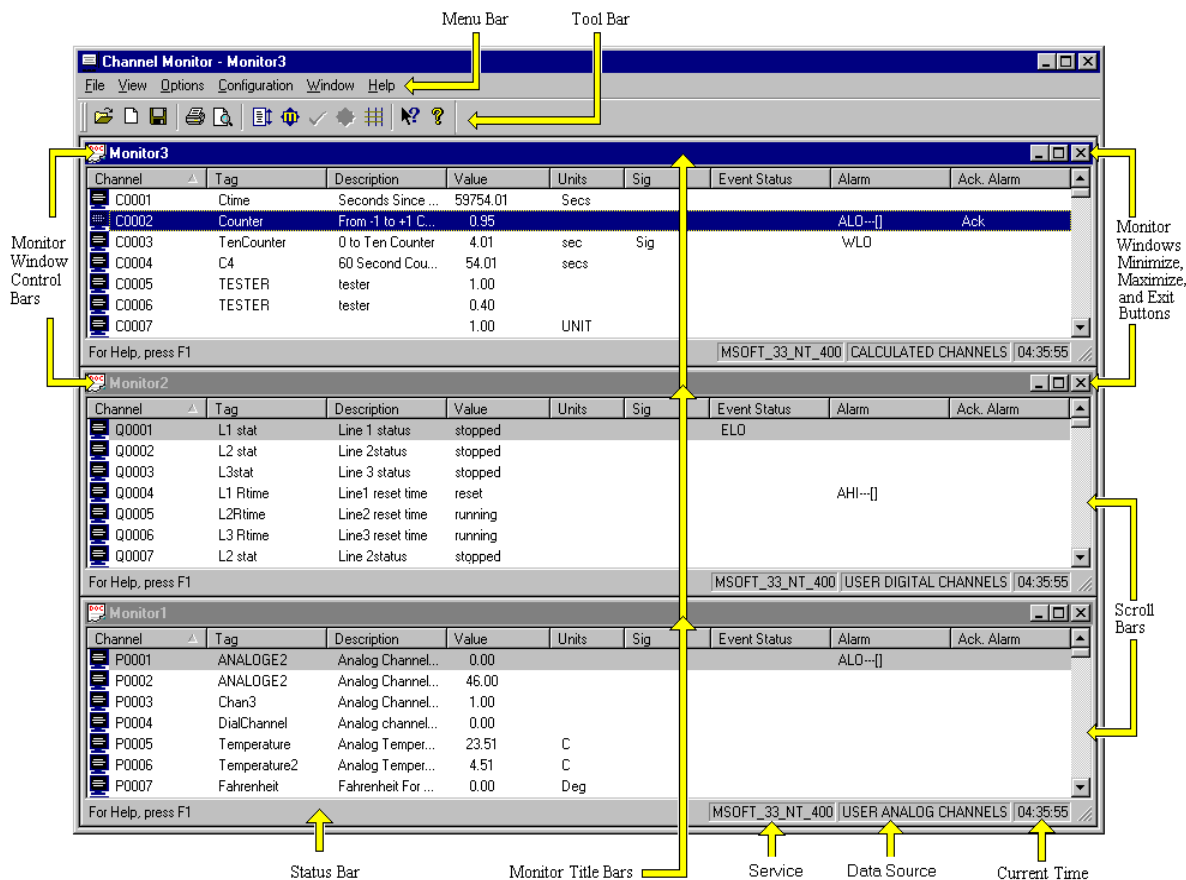 Menu Bar Tool Bar
Channel Monitor - Monitor3
File View Options Configuration Window Help
Monitor3
Channel Tag Description Value Units Sig Event Status Alarm Ack. Alarm
C0001 Ctime Seconds Since ... 59754.01 Secs
C0002 Counter From -1 to +1 C... 0.95 ALO---[] Ack
C0003 TenCounter 0 to Ten Counter 4.01 sec Sig WLO
C0004 C4 60 Second Cou... 54.01 secs
C0005 TESTER tester 1.00
C0006 TESTER tester 0.40
C0007 1.00 UNIT
For Help, press F1 MSOFT_33_NT_400 CALCULATED CHANNELS 04:35:55
Monitor
Window
Control
Bars
Monitor
Windows
Minimize,
Maximize,
and Exit
Buttons
Monitor2
Channel Tag Description Value Units Sig Event Status Alarm Ack. Alarm
Q0001 L1 stat Line 1 status stopped ELO
Q0002 L2 stat Line 2status stopped
Q0003 L3stat Line 3 status stopped
Q0004 L1 Rtime Line1 reset time reset AHI---[]
Q0005 L2Rtime Line2 reset time running
Q0006 L3 Rtime Line3 reset time running
Q0007 L2 stat Line 2status stopped
For Help, press F1 MSOFT_33_NT_400 USER DIGITAL CHANNELS 04:35:55
Scroll
Bars
Monitor1
Channel Tag Description Value Units Sig Event Status Alarm Ack. Alarm
P0001 ANALOGE2 Analog Channel... 0.00 ALO---[]
P0002 ANALOGE2 Analog Channel... 46.00
P0003 Chan3 Analog Channel... 1.00
P0004 DialChannel Analog channel... 0.00
P0005 Temperature Analog Temper... 23.51 C
P0006 Temperature2 Analog Temper... 4.51 C
P0007 Fahrenheit Fahrenheit For ... 0.00 Deg
For Help, press F1 MSOFT_33_NT_400 USER ANALOG CHANNELS 04:35:55
Status Bar Monitor Title Bars Service Data Source Current Time